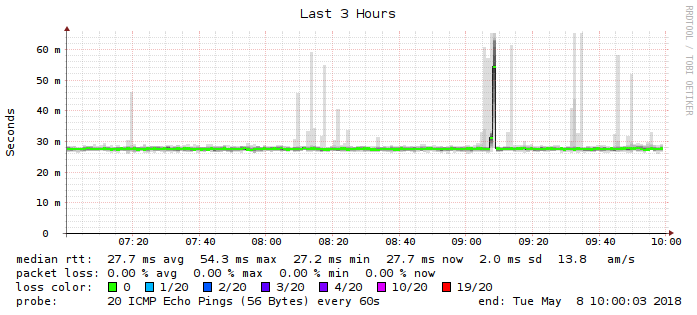 Last 3 Hours
RRDTOOL / TOBI OETIKER
Seconds
60 m
50 m
40 m
30 m
20 m
10 m
0
07:20 07:40 08:00 08:20 08:40 09:00 09:20 09:40 10:00
median rtt: 27.7 ms avg 54.3 ms max 27.2 ms min 27.7 ms now 2.0 ms sd 13.8 am/s
packet loss: 0.00 % avg 0.00 % max 0.00 % min 0.00 % now
loss color: 0 1/20 2/20 3/20 4/20 10/20 19/20
probe: 20 ICMP Echo Pings (56 Bytes) every 60s end: Tue May 8 10:00:03 2018